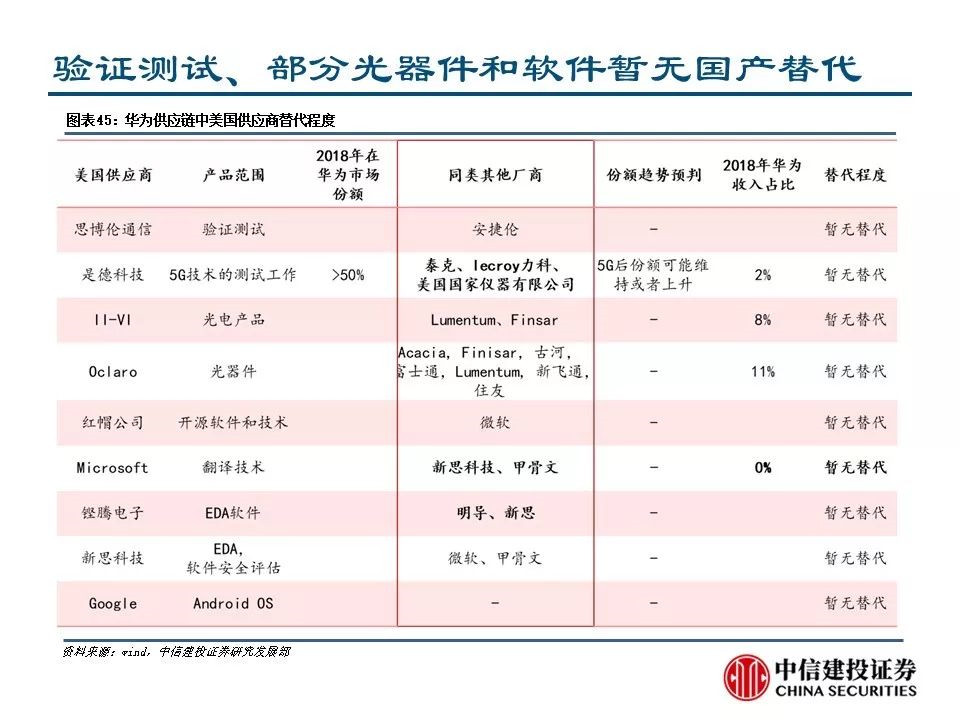 验证测试、部分光器件和软件暂无国产替代
图表45：华为供应链中美国供应商替代程度
美国供应商 产品范围 2018年在华为市场份额 同类其他厂商 份额趋势预判 2018年华为收入占比 替代程度
思博伦通信 验证测试 安捷伦 - 暂无替代
是德科技 5G技术的测试工作 >50% 泰克、lecroy力科、美国国家仪器有限公司 5G后份额可能维持或者上升 2% 暂无替代
II-VI 光电产品 Lumentum、Finsar - 8% 暂无替代
Oclaro 光器件 Acacia, Finisar, 古河, 富士通, Lumentum, 新飞通, 住友 - 11% 暂无替代
红帽公司 开源软件和技术 微软 - 暂无替代
Microsoft 翻译技术 新思科技、甲骨文 - 0% 暂无替代
铿腾电子 EDA软件 明导、新思 - 暂无替代
新思科技 EDA, 软件安全评估 微软、甲骨文 - 暂无替代
Google Android OS - - 暂无替代
资料来源：wind，中信建投证券研究发展部
中信建投证券
CHINA SECURITIES